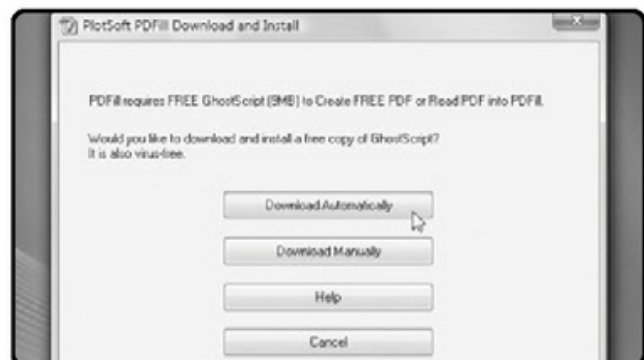 PlotSoft PDFill Download and Install
PDFill requires FREE GhostScript (9MB) to Create FREE PDF or Read PDF into PDFill.
Would you like to download and install a free copy of GhostScript?
It is also virus-free.
Download Automatically
Download Manually
Help
Cancel